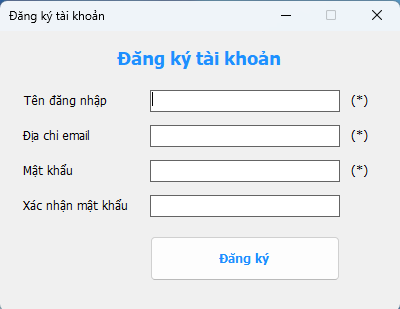 Đăng ký tài khoản
Đăng ký tài khoản
Tên đăng nhập (*)
Địa chỉ email (*)
Mật khẩu (*)
Xác nhận mật khẩu
Đăng ký